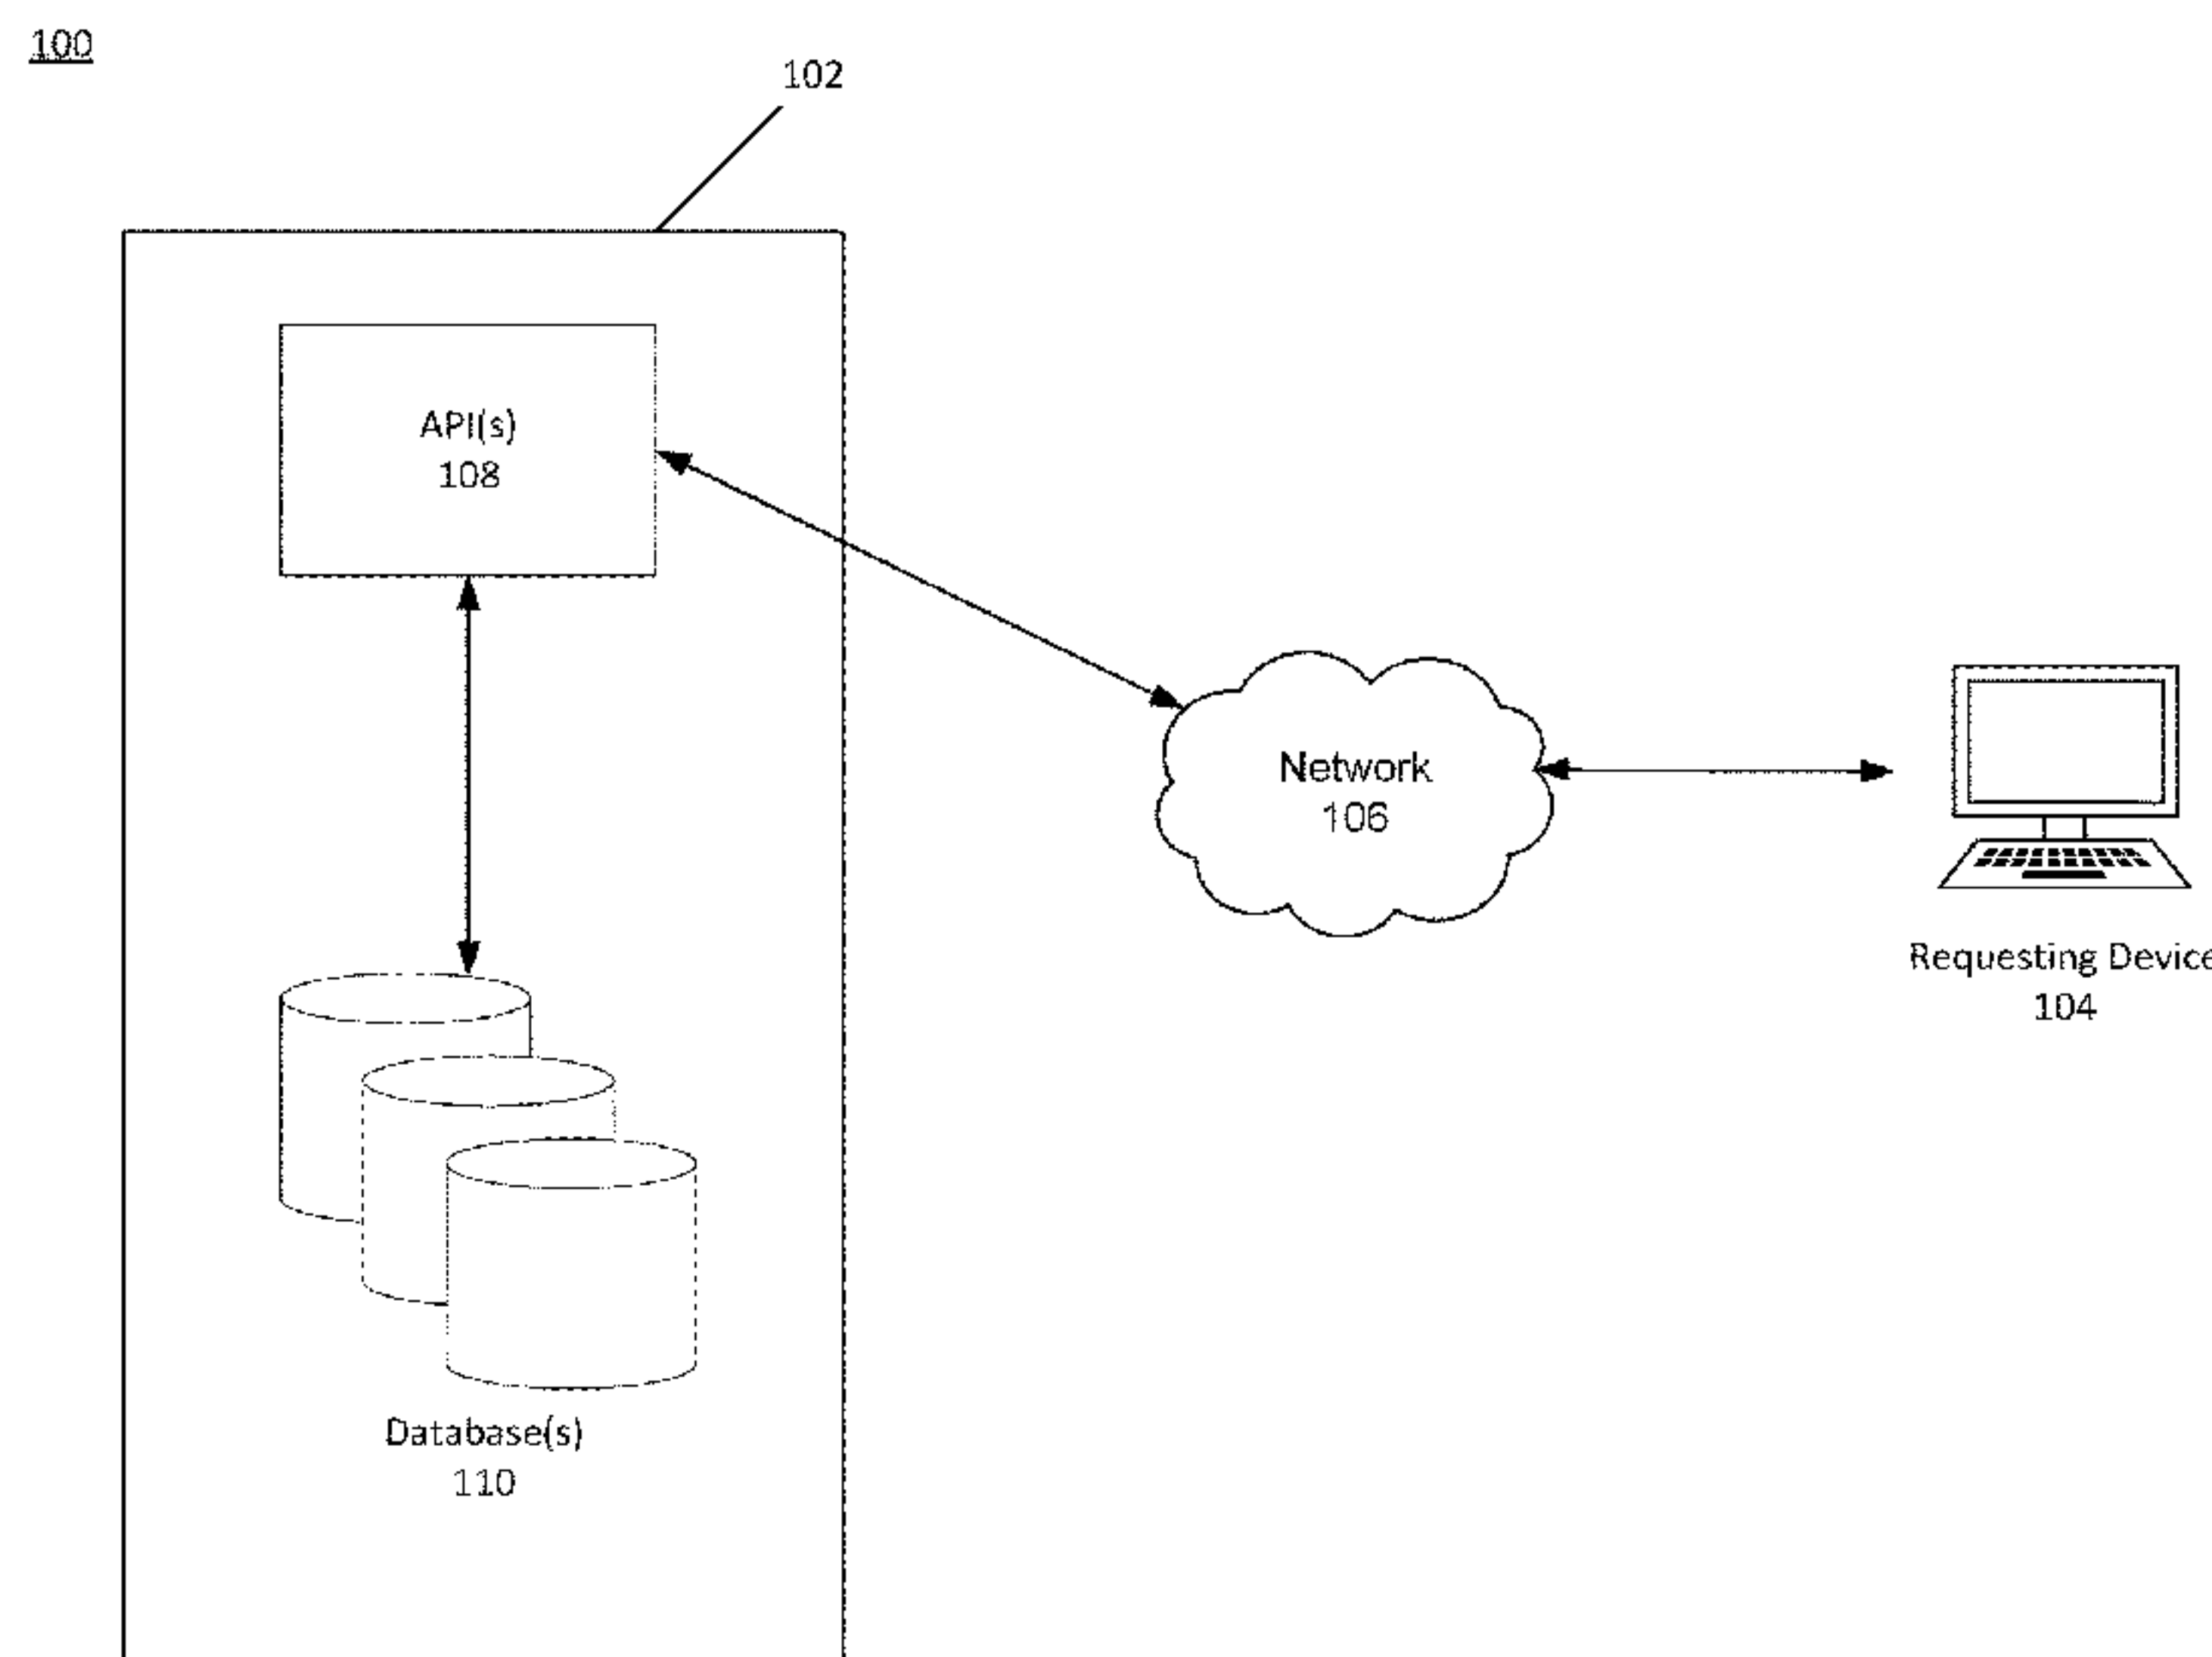 100
102
API(s)
108
Network
106
Requesting Device
104
Database(s)
110